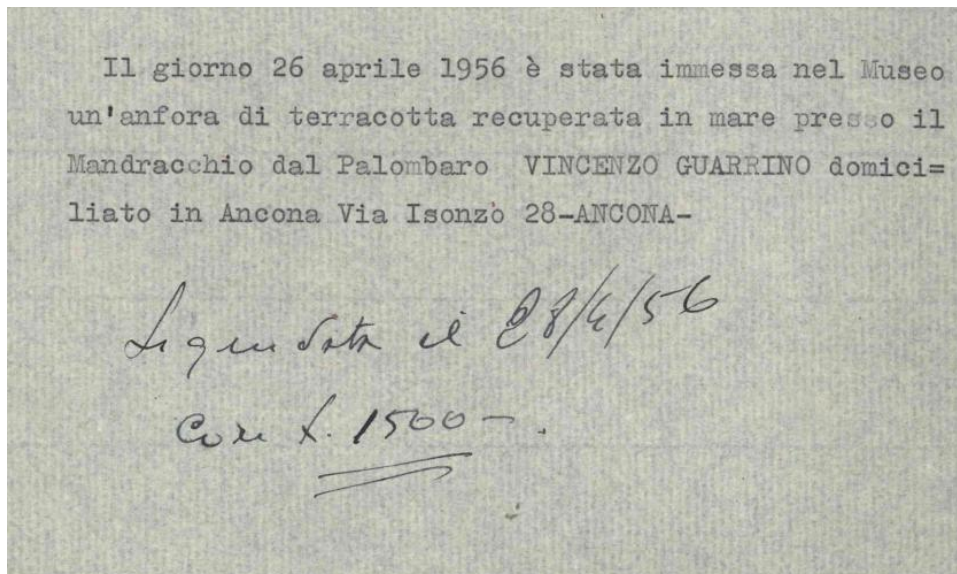 Il giorno 26 aprile 1956 è stata immessa nel Museo
un'anfora di terracotta recuperata in mare presso il
Mandracchio dal Palombaro VINCENZO GUARRINO domici=
liato in Ancona Via Isonzo 28-ANCONA-
Liquidata il 28/4/56
con £. 1500-.